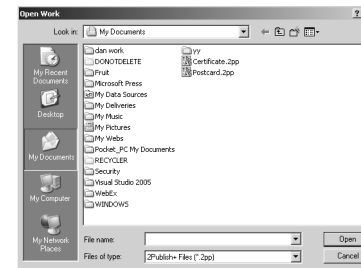 Open Work
?
Look in:
My Documents
My Recent
Documents
Desktop
My Documents
My Computer
My Network
Places
dan work
DONOTDELETE
Fruit
Microsoft Press
My Data Sources
My Deliveries
My Music
My Pictures
My Webs
Pocket_PC My Documents
RECYCLER
Security
Visual Studio 2005
WebEx
WINDOWS
yy
Certificate.2pp
Postcard.2pp
File name:
Open
Files of type:
2Publish+ Files (*.2pp)
Cancel